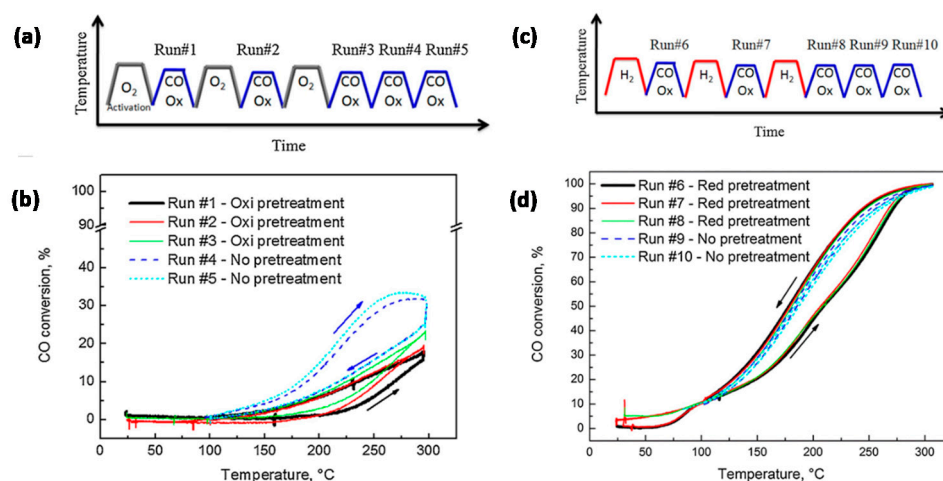 (a)
Temperature
Run#1 Run#2 Run#3 Run#4 Run#5
O2 CO O2 CO O2 CO CO CO
Activation Ox Ox Ox Ox Ox
Time
(c)
Temperature
Run#6 Run#7 Run#8 Run#9 Run#10
H2 CO H2 CO H2 CO CO CO
Ox Ox Ox Ox Ox
Time
(b)
CO conversion, %
100
90
40
30
20
10
0
Run #1 - Oxi pretreatment
Run #2 - Oxi pretreatment
Run #3 - Oxi pretreatment
Run #4 - No pretreatment
Run #5 - No pretreatment
0 50 100 150 200 250 300
Temperature, °C
(d)
CO conversion, %
100
90
80
70
60
50
40
30
20
10
0
Run #6 - Red pretreatment
Run #7 - Red pretreatment
Run #8 - Red pretreatment
Run #9 - No pretreatment
Run #10 - No pretreatment
0 50 100 150 200 250 300
Temperature, °C